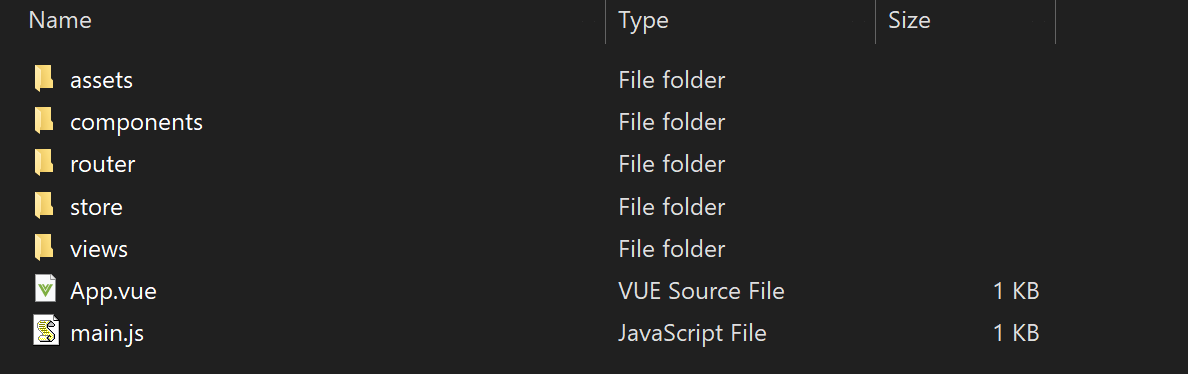 Name Type Size
assets File folder
components File folder
router File folder
store File folder
views File folder
App.vue VUE Source File 1 KB
main.js JavaScript File 1 KB